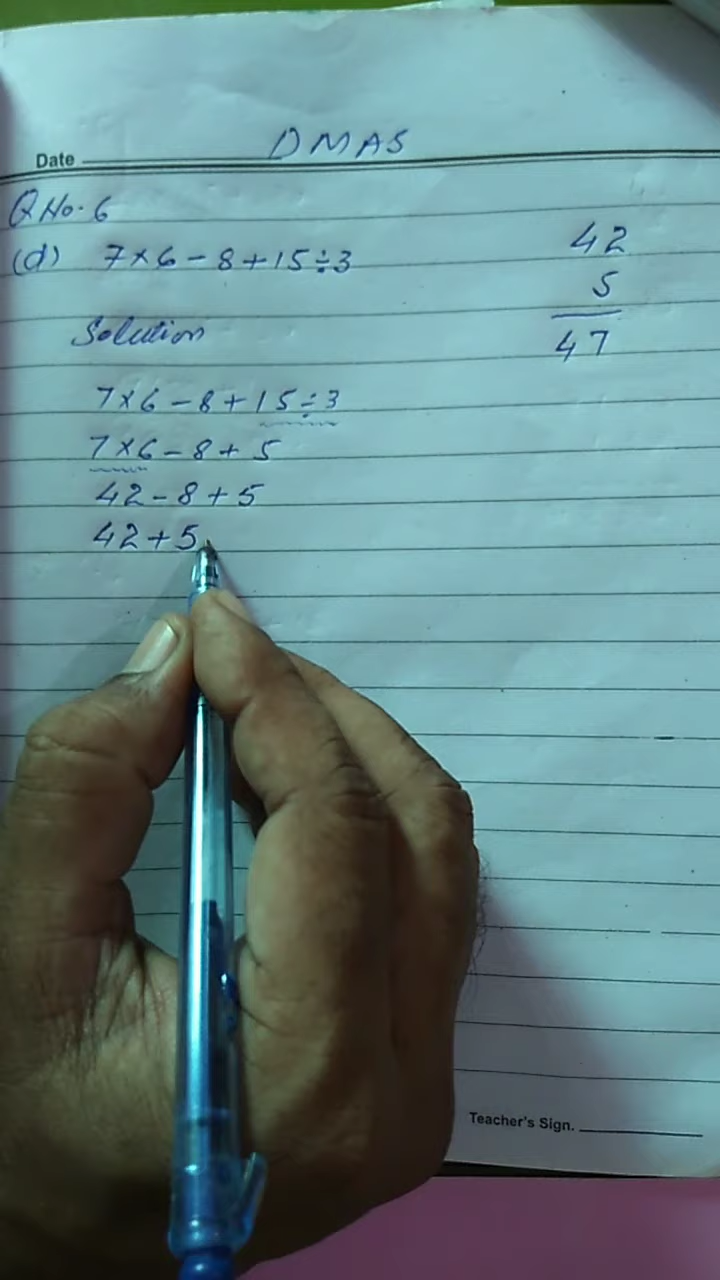 DMAS
Date
Q No. 6
(d) 7×6-8+15÷3
Solution
7×6-8+15÷3
7×6-8+5
42-8+5
42+5
42
5
47
Teacher's Sign.